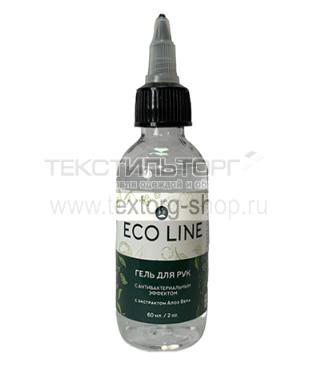 ТЕКСТИЛЬТОРГ
www.textorg-shop.ru
ECO LINE
ГЕЛЬ ДЛЯ РУК
С АНТИБАКТЕРИАЛЬНЫМ
ЭФФЕКТОМ
с экстрактом Алоэ Вера
60 мл. / 2 oz